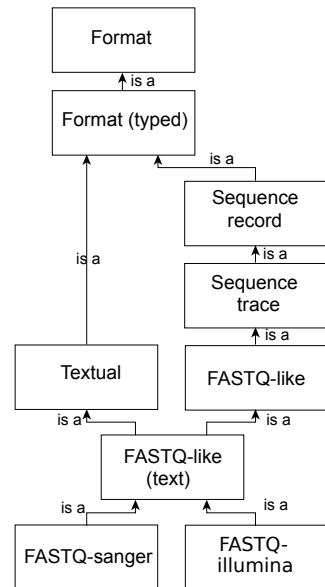 Format
is a
Format (typed)
is a
Sequence
record
is a
is a
Sequence
trace
is a
Textual
FASTQ-like
is a
is a
FASTQ-like
(text)
is a
is a
FASTQ-sanger
FASTQ-
illumina